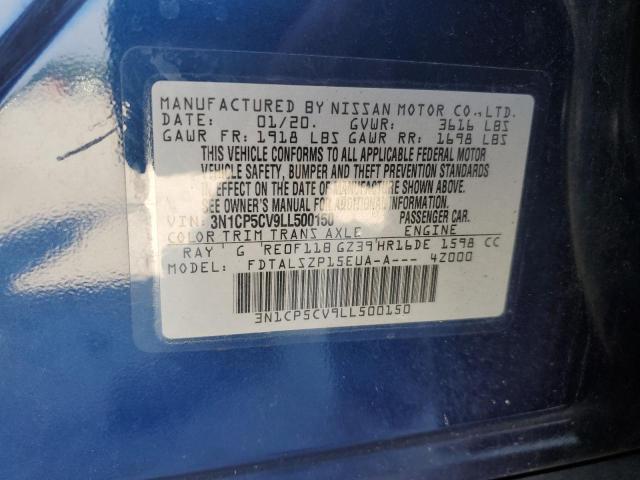 MANUFACTURED BY NISSAN MOTOR CO.,LTD.
DATE: 01/20. GVWR: 3616 LBS
GAWR FR: 1918 LBS GAWR RR: 1698 LBS
THIS VEHICLE CONFORMS TO ALL APPLICABLE FEDERAL MOTOR
VEHICLE SAFETY, BUMPER AND THEFT PREVENTION STANDARDS
IN EFFECT ON THE DATE OF MANUFACTURE SHOWN ABOVE.
SEE OWNER'S MANUAL FOR ADDITIONAL INFORMATION.
VIN: 3N1CP5CV9LL500150 PASSENGER CAR.
COLOR TRIM TRANS AXLE ENGINE
RAY G RE0F11B GZ39 HR16DE 1598 CC
MODEL: FDTALSZP15EUA-A--- 4Z000
3N1CP5CV9LL500150